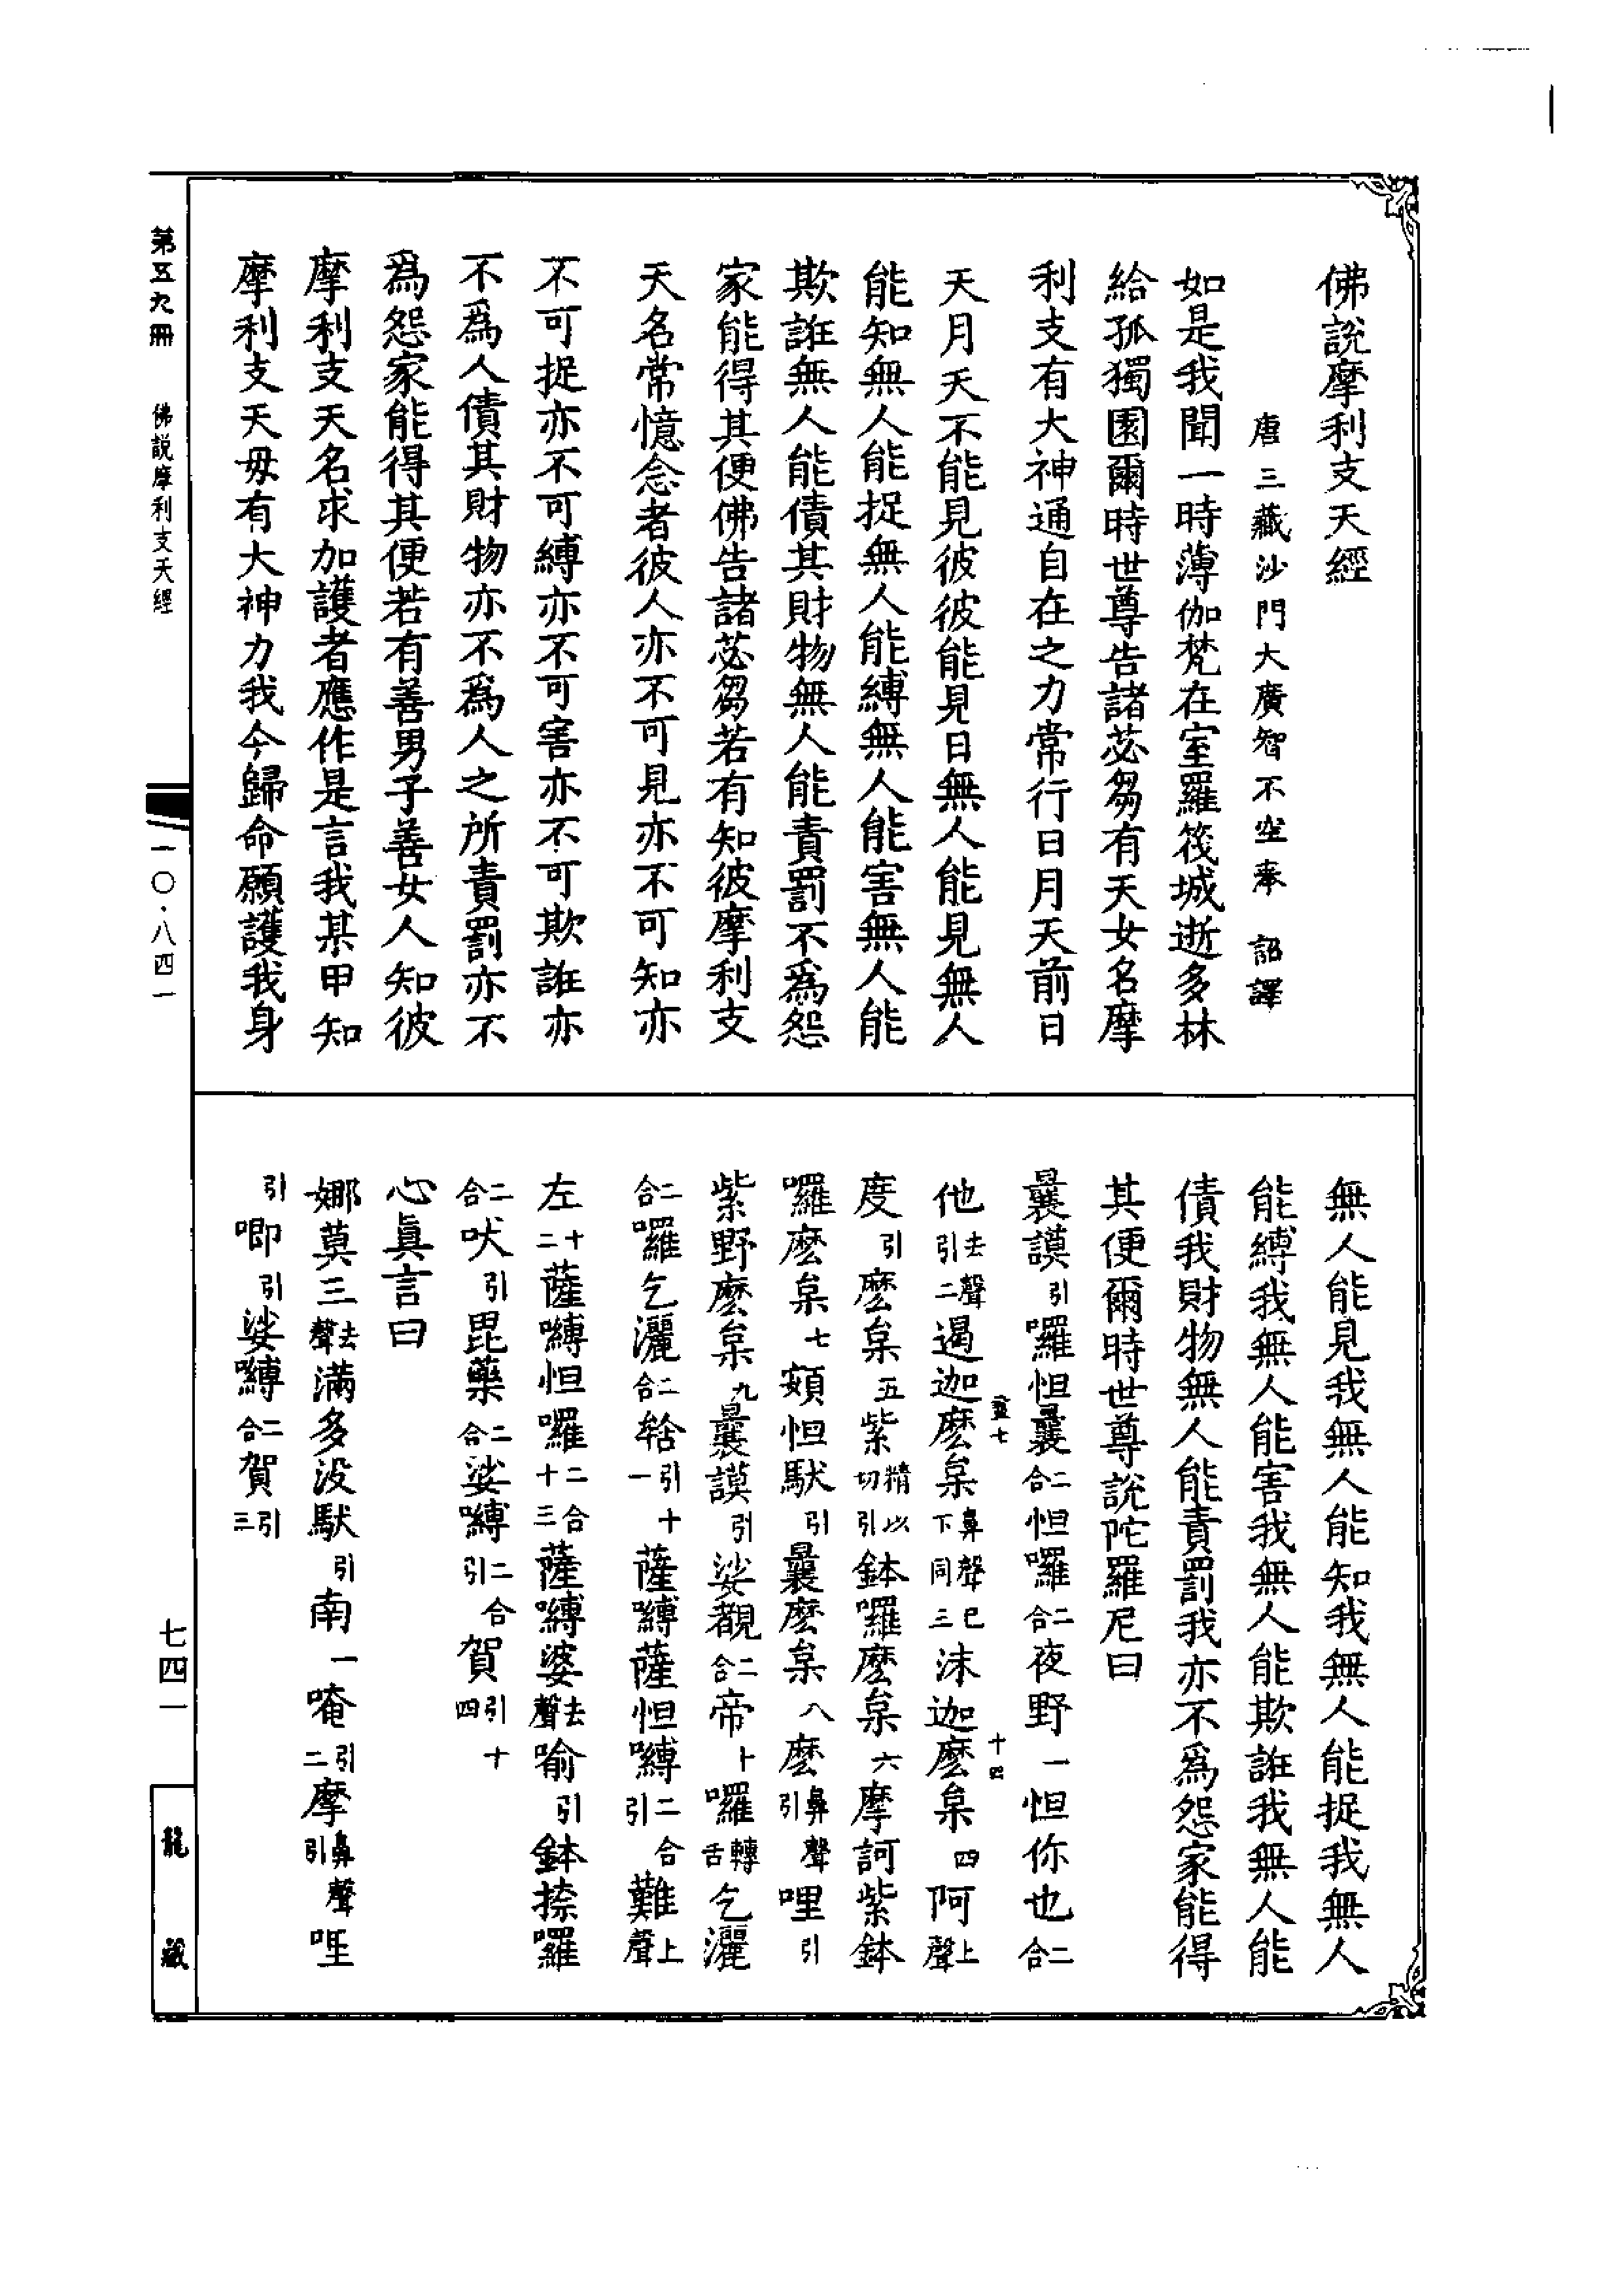 佛說摩利支天經
唐三藏沙門大廣智不空奉 詔譯
如是我聞一時薄伽梵在室羅筏城逝多林
給孤獨園爾時世尊告諸苾芻有天女名摩
利支有大神通自在之力常行日月天前日
天月天不能見彼彼能見日無人能見無人
能知無人能捉無人能縛無人能害無人能
欺誑無人能債其財物無人能責罰不為怨
家能得其便佛告諸苾芻若有知彼摩利支
天名常憶念者彼人亦不可見亦不可知亦
不可捉亦不可縛亦不可害亦不可欺誑亦
不為人債其財物亦不為人之所責罰亦不
為怨家能得其便若有善男子善女人知彼
摩利支天名求加護者應作是言我某甲知
摩利支天毋有大神力我今歸命願護我身
無人能見我無人能知我無人能捉我無人
能縛我無人能害我無人能欺誑我無人能
債我財物無人能責罰我亦不為怨家能得
其便爾時世尊說陀羅尼曰
曩謨引囉怛曩二合怛囉二合夜野一怛你也二合
他去聲引二遏迦麼枲鼻聲已下同三沫迦麼枲四阿上聲
度引麼枲五紫精以切引鉢囉麼枲六摩訶紫鉢
囉麼枲七頞怛馱引曩麼枲八麼鼻聲引哩引
紫野麼枲九曩謨引娑覩二合帝十囉轉舌乞灑
二合囉乞灑二合𤚥引十一薩嚩薩怛嚩二合引難上聲
左十二薩嚩怛囉二合十三薩嚩婆去聲喻引鉢捺囉
二合吠引毘藥二合娑嚩二合引賀引十四
心真言曰
娜莫三去聲滿多沒馱引南一唵引二摩鼻聲引哩
引唧引娑嚩二合賀引三
第五九冊
佛說摩利支天經
一〇·八四一
七四一
龍藏